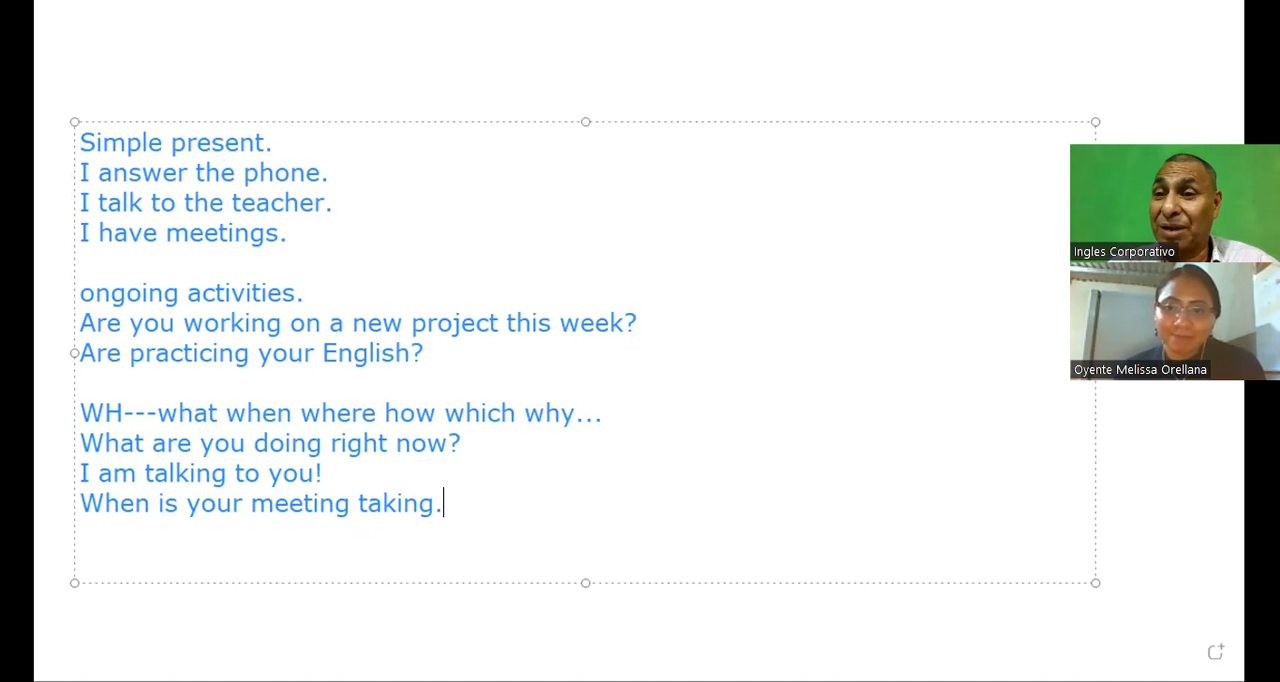 Simple present.
I answer the phone.
I talk to the teacher.
I have meetings.
ongoing activities.
Are you working on a new project this week?
Are practicing your English?
WH---what when where how which why...
What are you doing right now?
I am talking to you!
When is your meeting taking.
Ingles Corporativo
Oyente Melissa Orellana